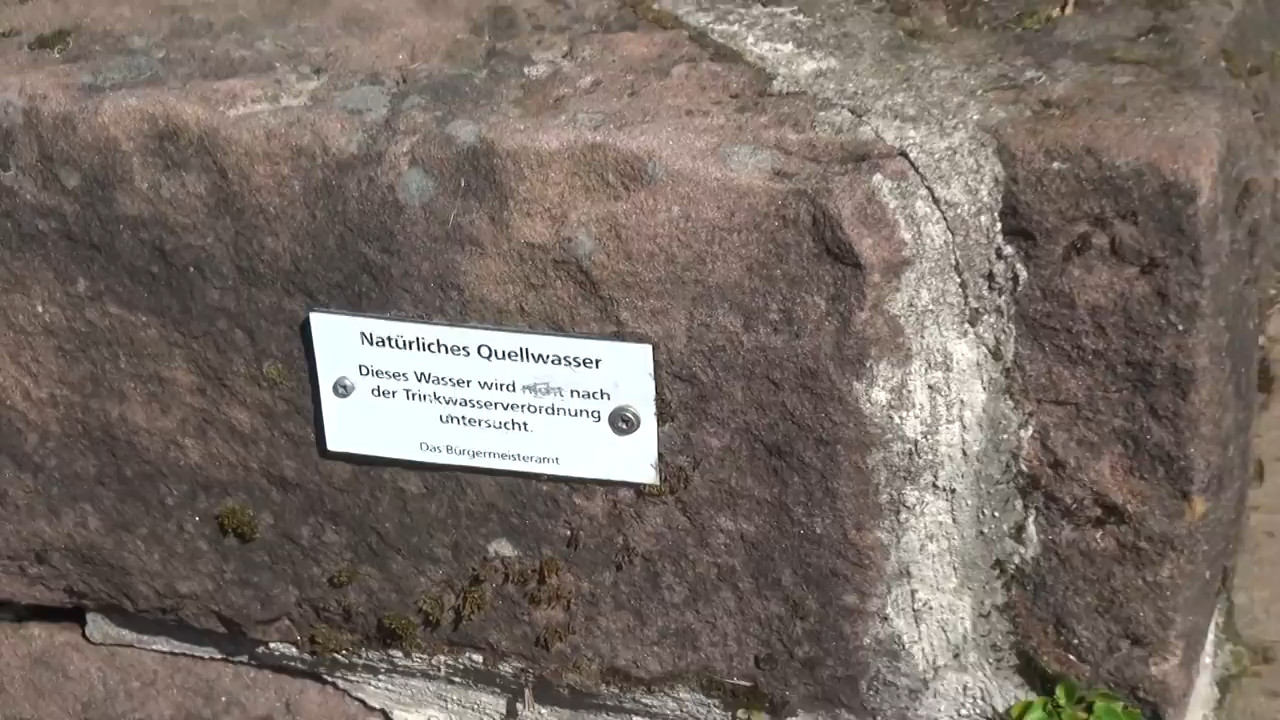 Natürliches Quellwasser
Dieses Wasser wird nicht nach
der Trinkwasserverordnung
untersucht.
Das Bürgermeisteramt